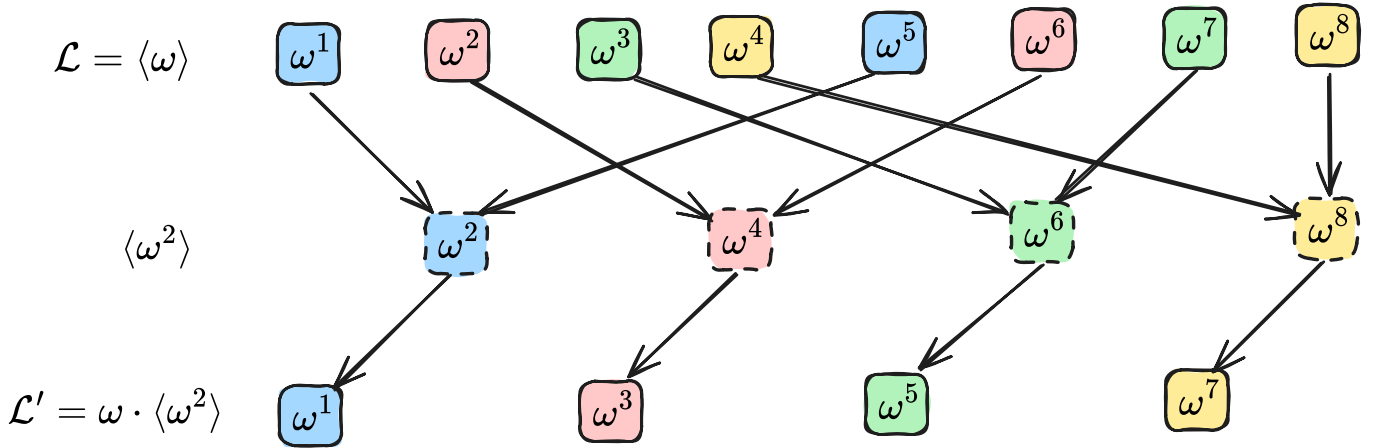 ℒ = ⟨ω⟩ ω¹ ω² ω³ ω⁴ ω⁵ ω⁶ ω⁷ ω⁸
⟨ω²⟩ ω² ω⁴ ω⁶ ω⁸
ℒ′ = ω · ⟨ω²⟩ ω¹ ω³ ω⁵ ω⁷